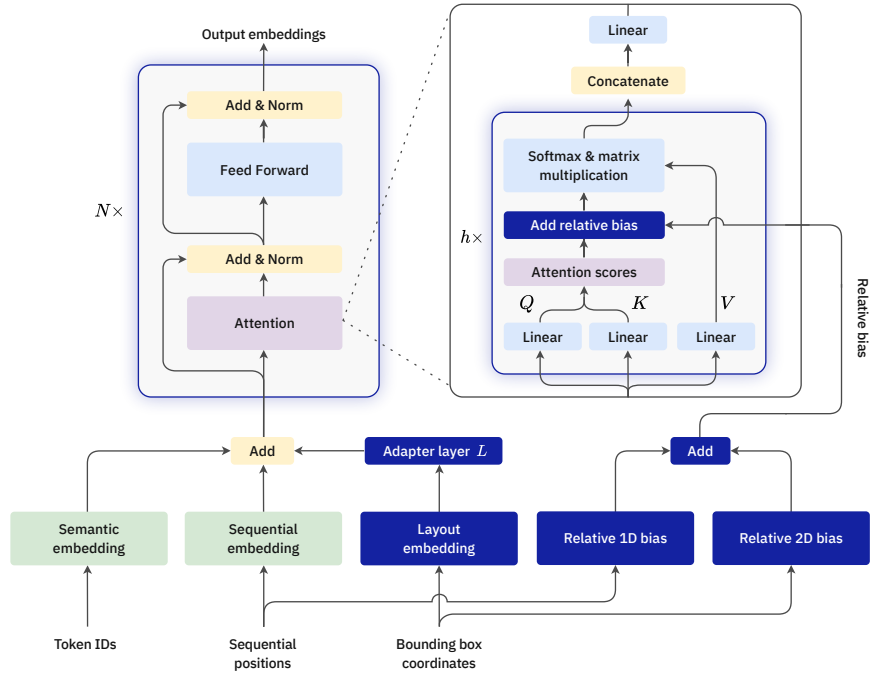 Output embeddings
Add & Norm
Feed Forward
N×
Add & Norm
Attention
Linear
Concatenate
Softmax & matrix
multiplication
h×
Add relative bias
Attention scores
Q
K
V
Linear
Linear
Linear
Relative bias
Add
Adapter layer L
Add
Semantic
embedding
Sequential
embedding
Layout
embedding
Relative 1D bias
Relative 2D bias
Token IDs
Sequential
positions
Bounding box
coordinates